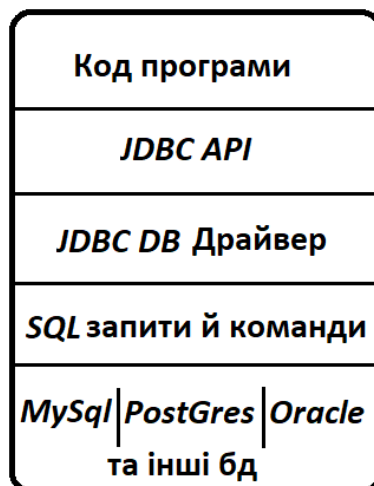 Код програми
JDBC API
JDBC DB Драйвер
SQL запити й команди
MySql PostGres Oracle
та інші бд